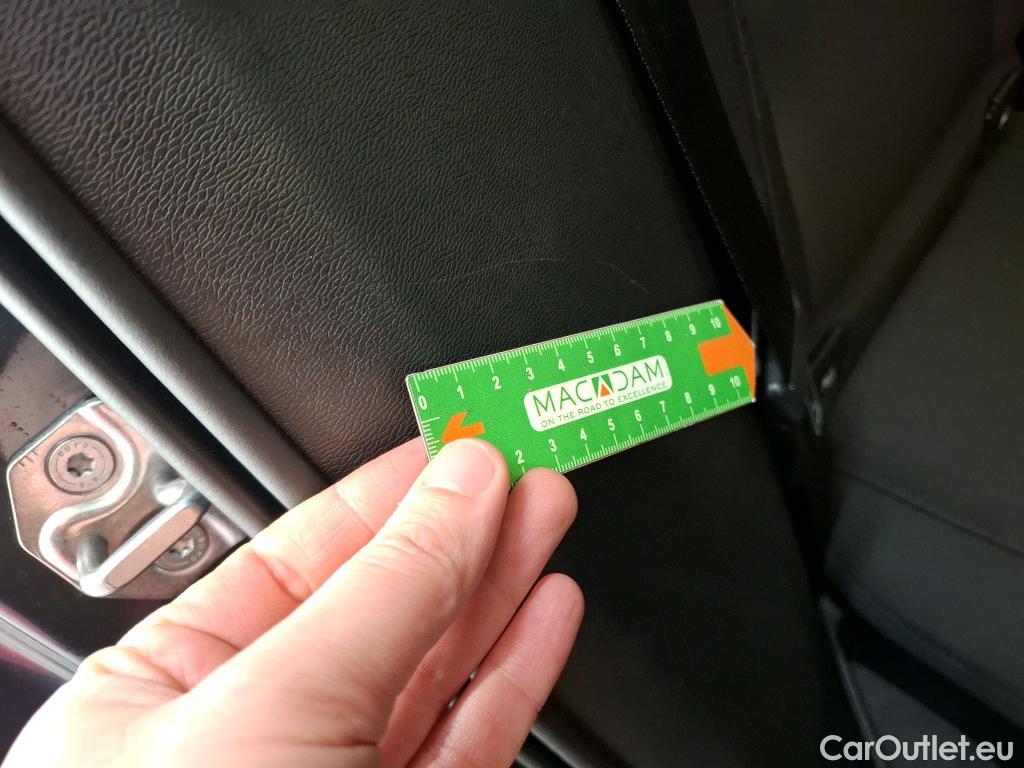 0 1 2 3 4 5 6 7 8 9 10
MACADAM
ON THE ROAD TO EXCELLENCE
2 3 4 5 6 7 8 9 10
CarOutlet.eu